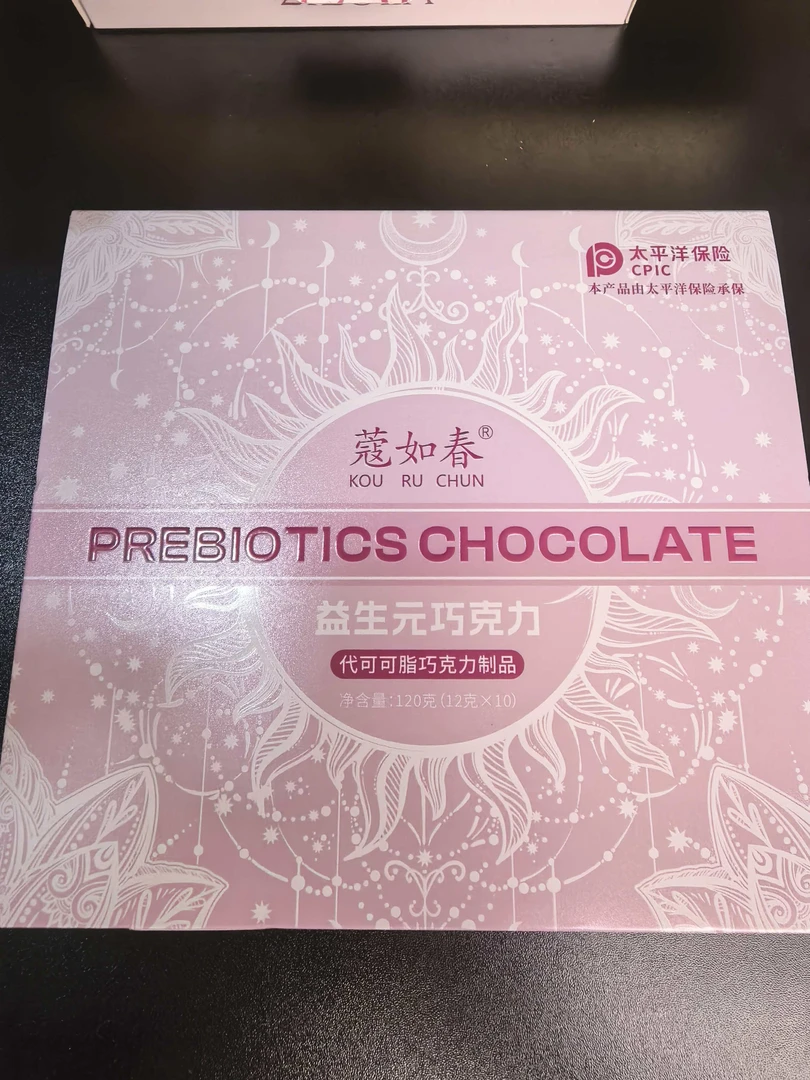 太平洋保险
CPIC
本产品由太平洋保险承保
蔻如春®
KOU RU CHUN
PREBIOTICS CHOCOLATE
益生元巧克力
代可可脂巧克力制品
净含量:120克(12克×10)